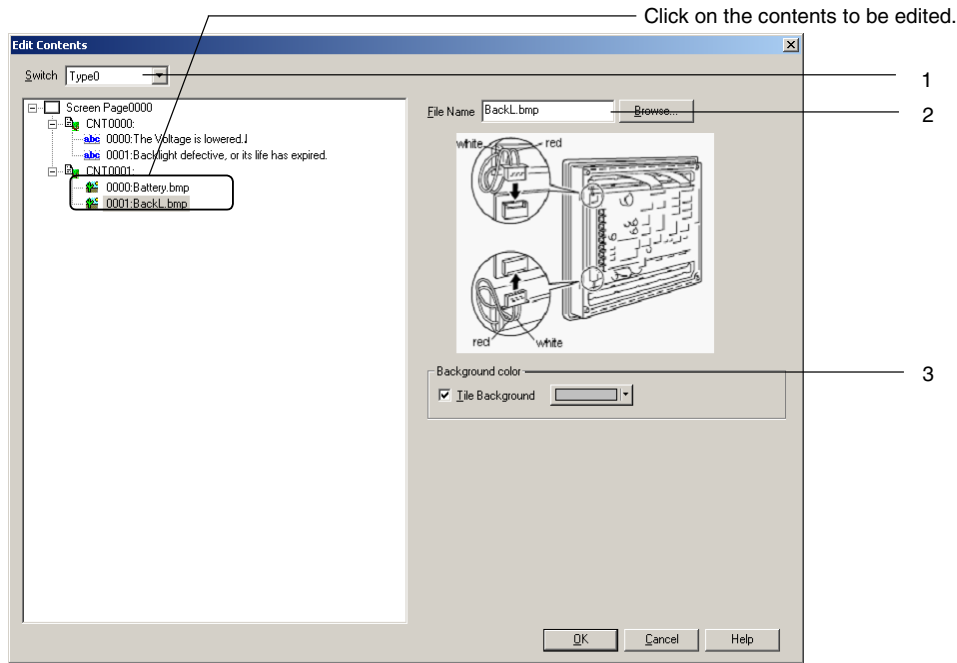 Click on the contents to be edited.
Edit Contents
Switch Type0
1
Screen Page0000
CNT0000:
abc 0000:The Voltage is lowered.↓
abc 0001:Backlight defective, or its life has expired.
CNT0001:
0000:Battery.bmp
0001:BackL.bmp
File Name BackL.bmp Browse...
2
white red
red white
Background color
3
Tile Background
OK Cancel Help